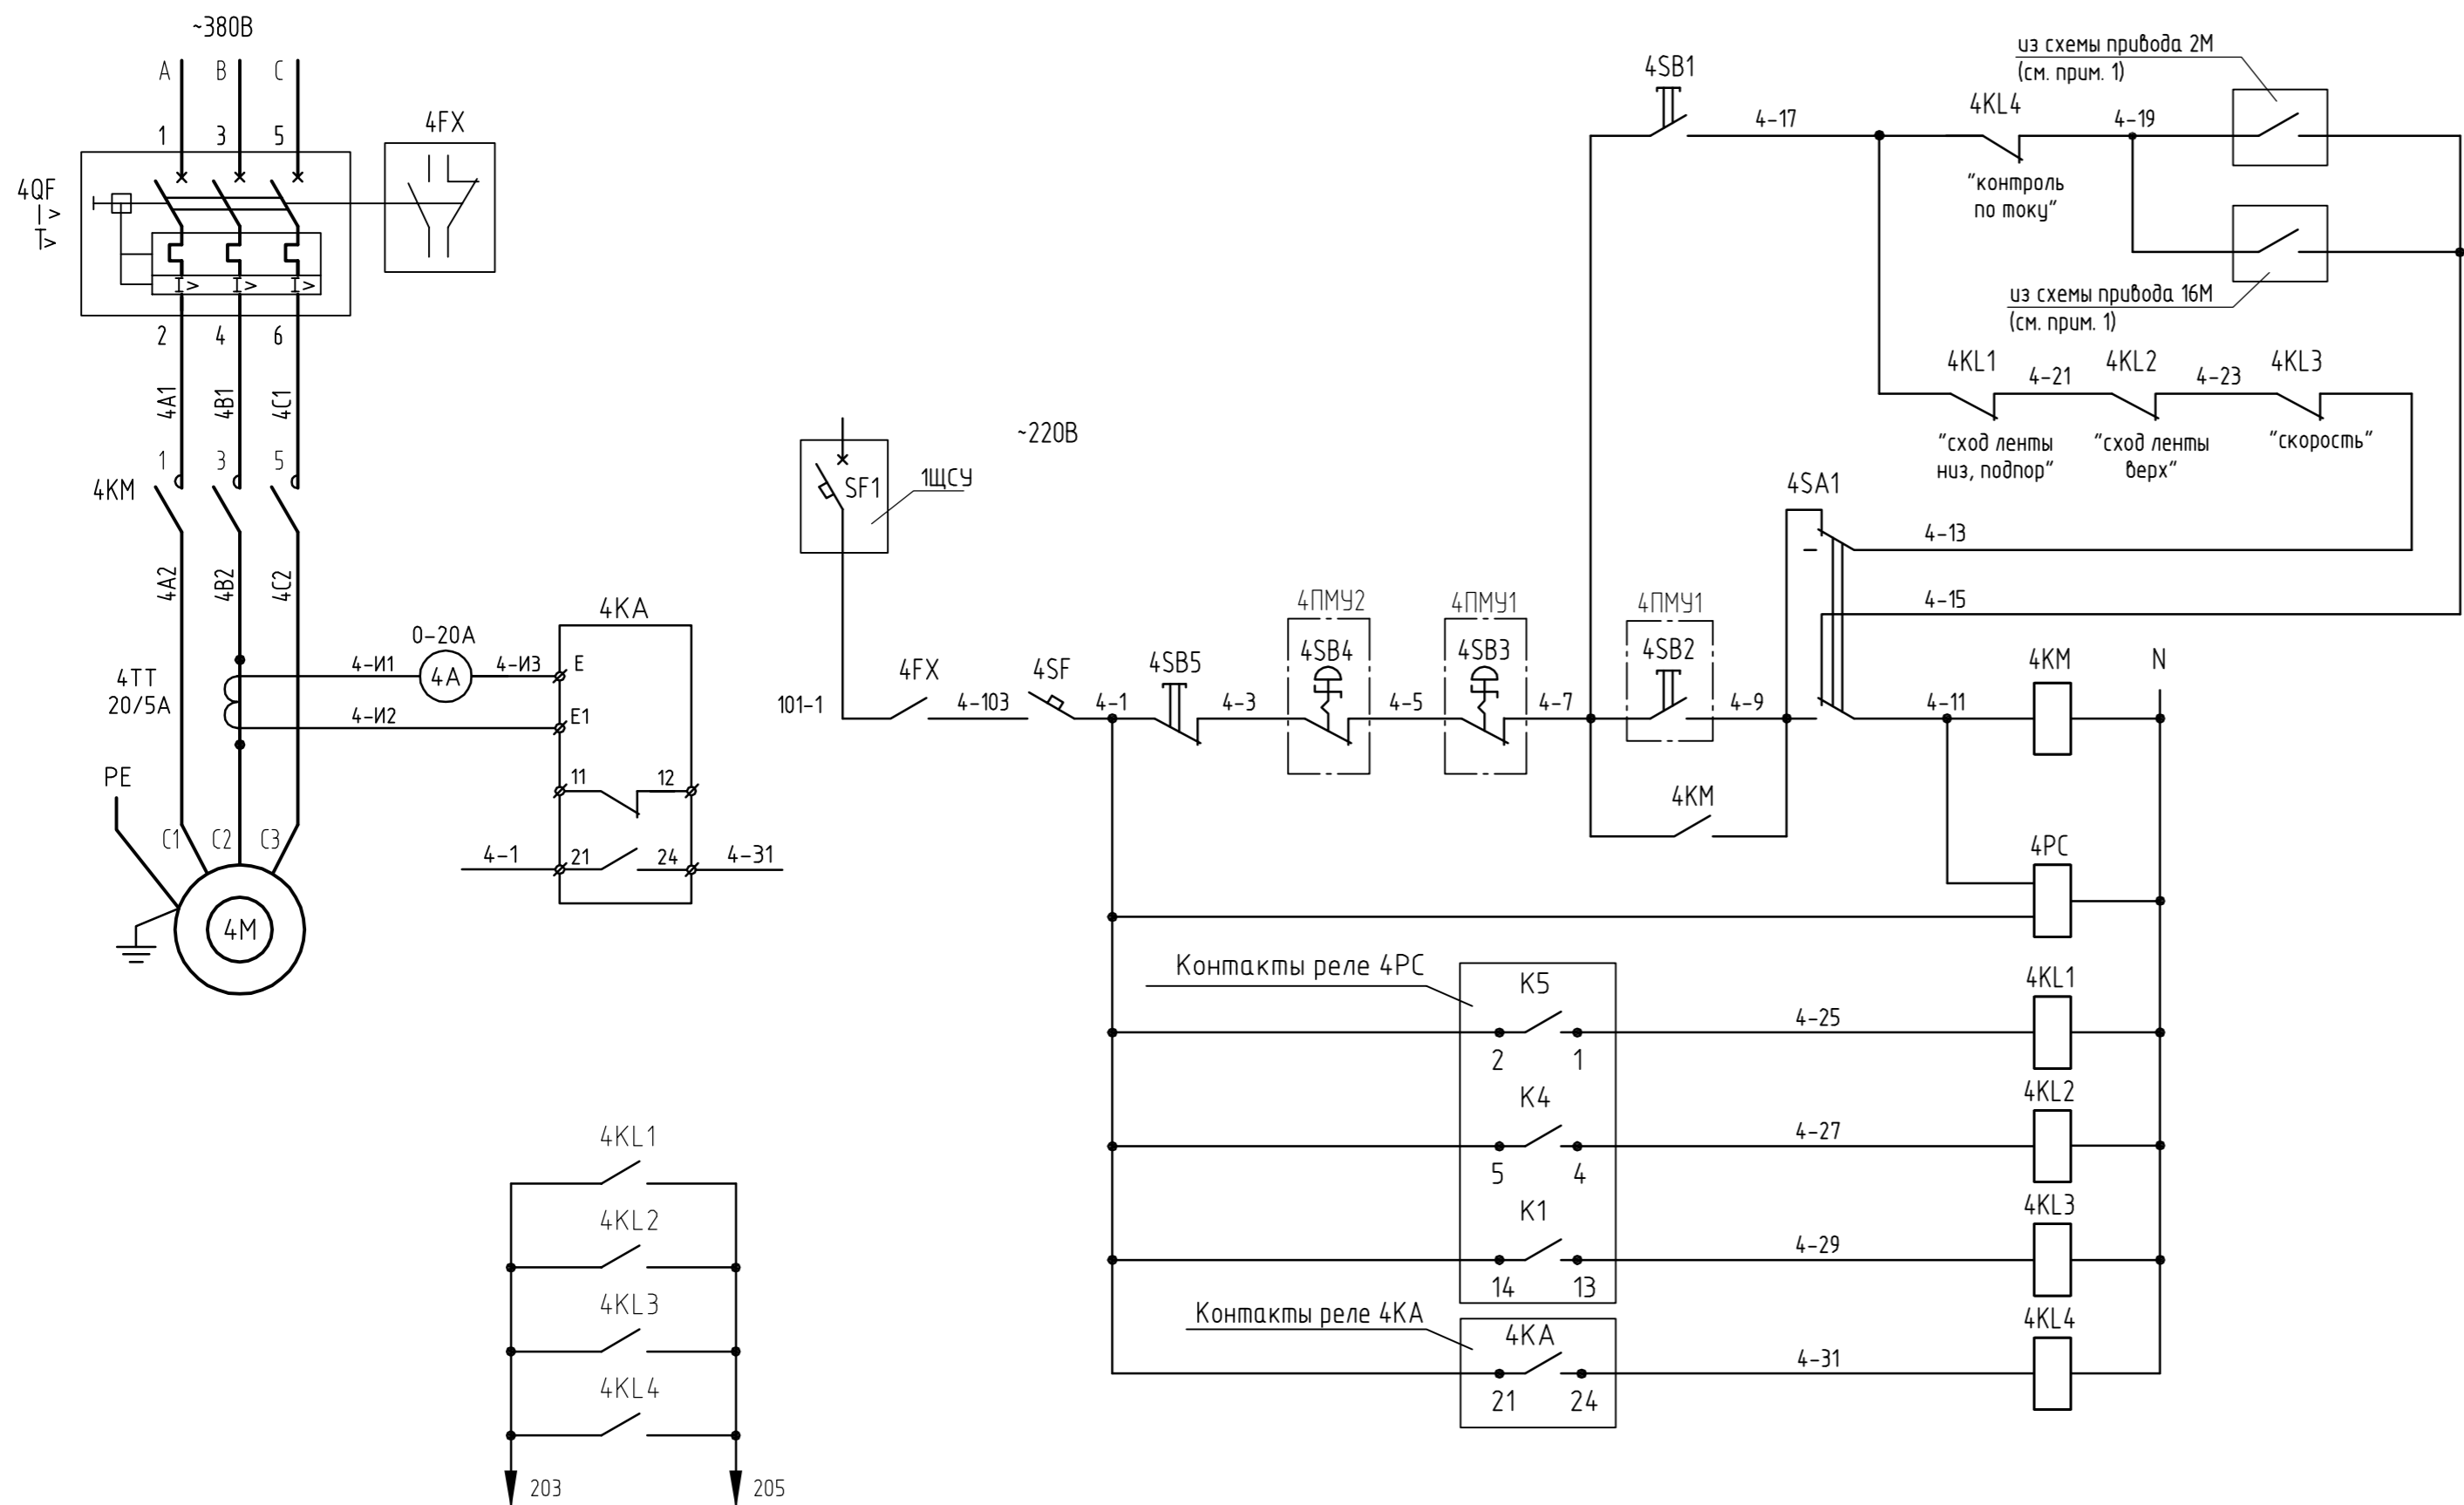 ~380В
A
B
C
1
3
5
4FX
4QF
I>
T>
I>
I>
I>
2
4
6
4A1
4B1
4C1
1
3
5
4KM
4A2
4B2
4C2
4TT
20/5A
0-20A
4A
4-И1
4-И3
4-И2
4KA
E
E1
11
12
4-1
21
24
4-31
PE
C1
C2
C3
4M
4KL1
4KL2
4KL3
4KL4
203
205
SF1
1ЩСУ
~220В
101-1
4FX
4-103
4SF
4-1
4SB5
4-3
4ПМУ2
4SB4
4-5
4ПМУ1
4SB3
4-7
4ПМУ1
4SB2
4-9
4KM
4SB1
4-17
4KL4
"контроль
по току"
4-19
из схемы привода 2М
(см. прим. 1)
из схемы привода 16М
(см. прим. 1)
4KL1
4-21
4KL2
4-23
4KL3
"сход ленты
низ, подпор"
"сход ленты
верх"
"скорость"
4SA1
4-13
4-15
4-11
4KM
N
4PC
Контакты реле 4РС
K5
2
1
4-25
4KL1
K4
5
4
4-27
4KL2
K1
14
13
4-29
4KL3
Контакты реле 4КА
4KA
21
24
4-31
4KL4